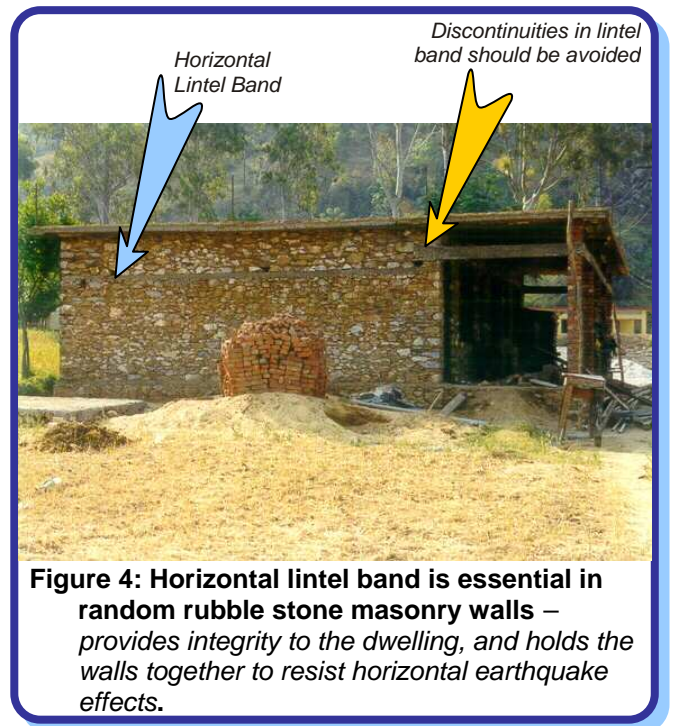 Horizontal
Lintel Band
Discontinuities in lintel
band should be avoided
Figure 4: Horizontal lintel band is essential in
random rubble stone masonry walls –
provides integrity to the dwelling, and holds the
walls together to resist horizontal earthquake
effects.